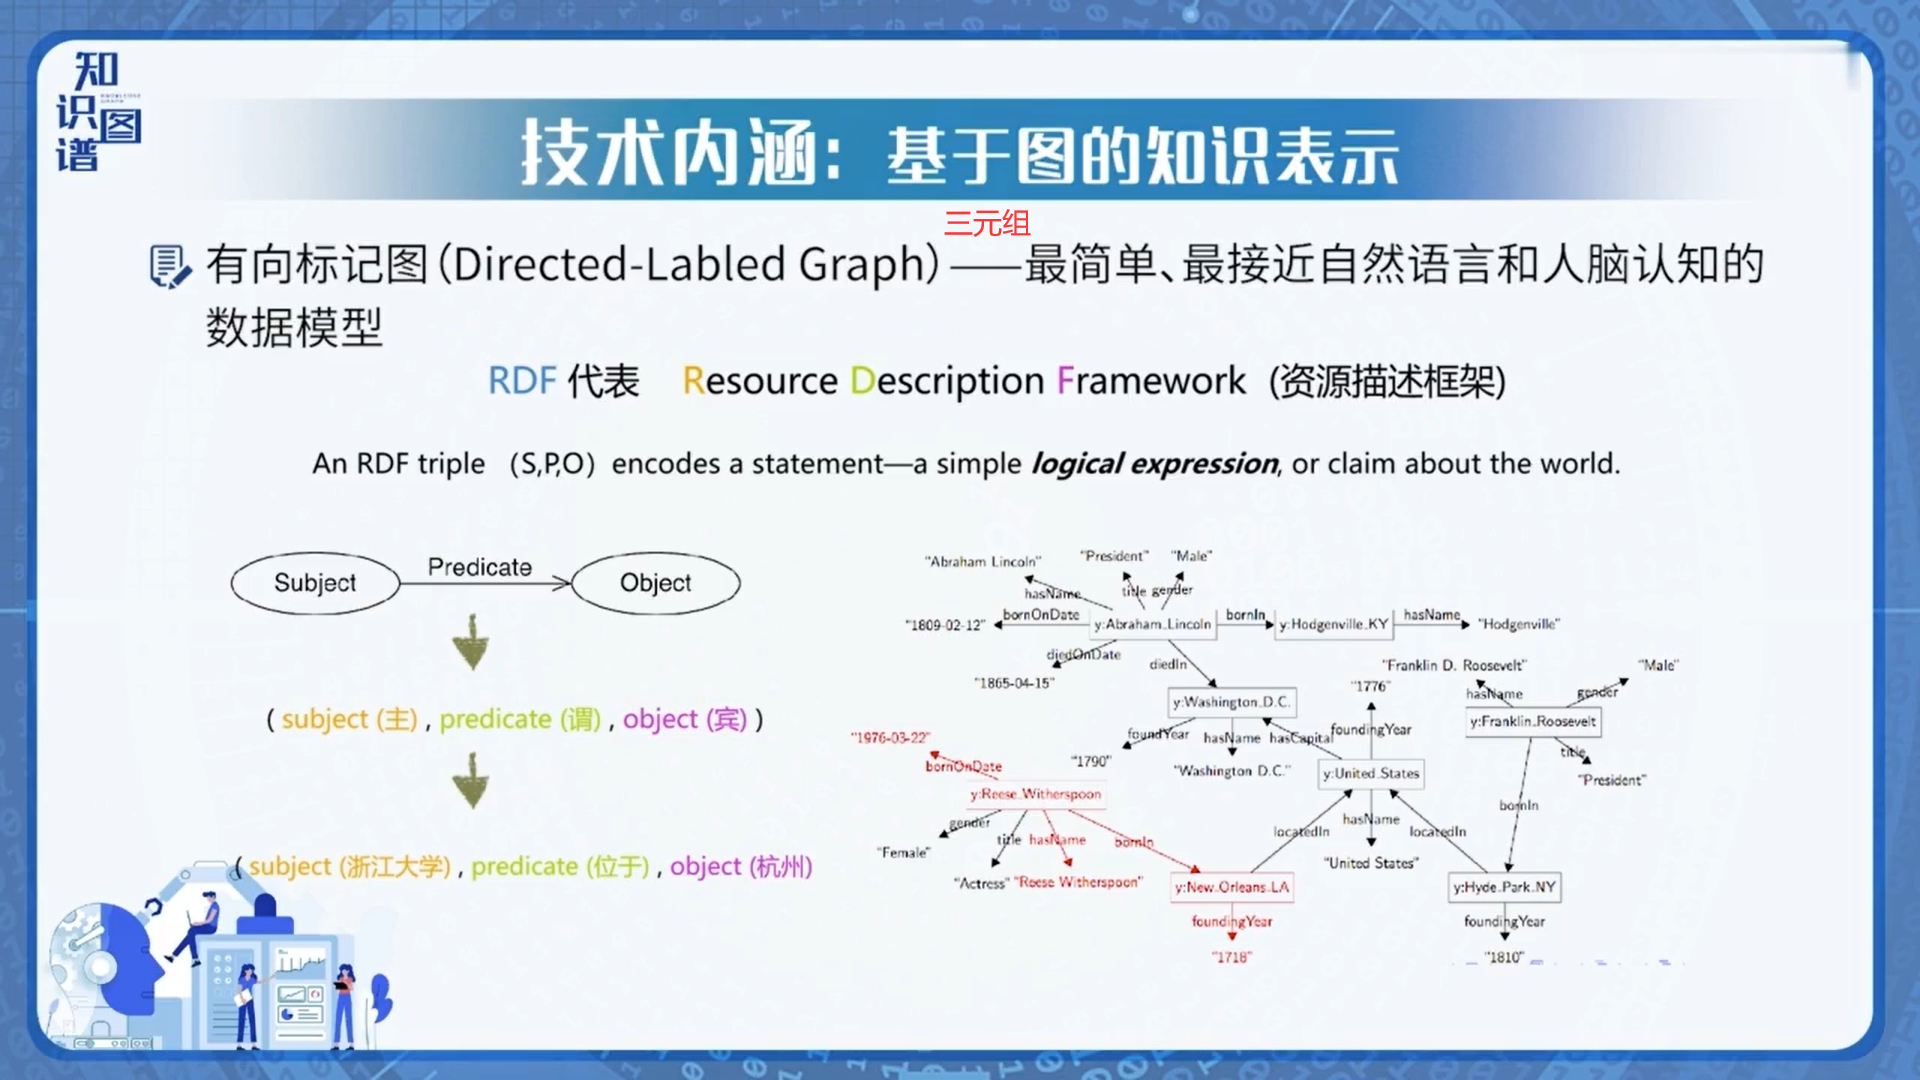 知
识图
谱
技术内涵：基于图的知识表示
三元组
有向标记图（Directed-Labled Graph）——最简单、最接近自然语言和人脑认知的
数据模型
RDF 代表 Resource Description Framework (资源描述框架)
An RDF triple （S,P,O）encodes a statement—a simple logical expression, or claim about the world.
Subject
Predicate
Object
( subject (主) , predicate (谓) , object (宾) )
( subject (浙江大学) , predicate (位于) , object (杭州)
"Abraham Lincoln"
"President"
"Male"
hasName
title
gender
"1809-02-12"
bornOnDate
y:Abraham_Lincoln
bornIn
y:Hodgenville_KY
hasName
"Hodgenville"
diedOnDate
diedIn
"1865-04-15"
"Franklin D. Roosevelt"
"Male"
"1776"
hasName
gender
y:Washington_D.C.
y:Franklin_Roosevelt
foundYear
hasName
hasCapital
foundingYear
title
"1976-03-22"
"1790"
"Washington D.C."
y:United_States
"President"
bornOnDate
y:Reese_Witherspoon
bornIn
gender
title
hasName
bornIn
locatedIn
hasName
locatedIn
"Female"
"Actress"
"Reese Witherspoon"
"United States"
y:New_Orleans_LA
y:Hyde_Park_NY
foundingYear
foundingYear
"1718"
"1810"